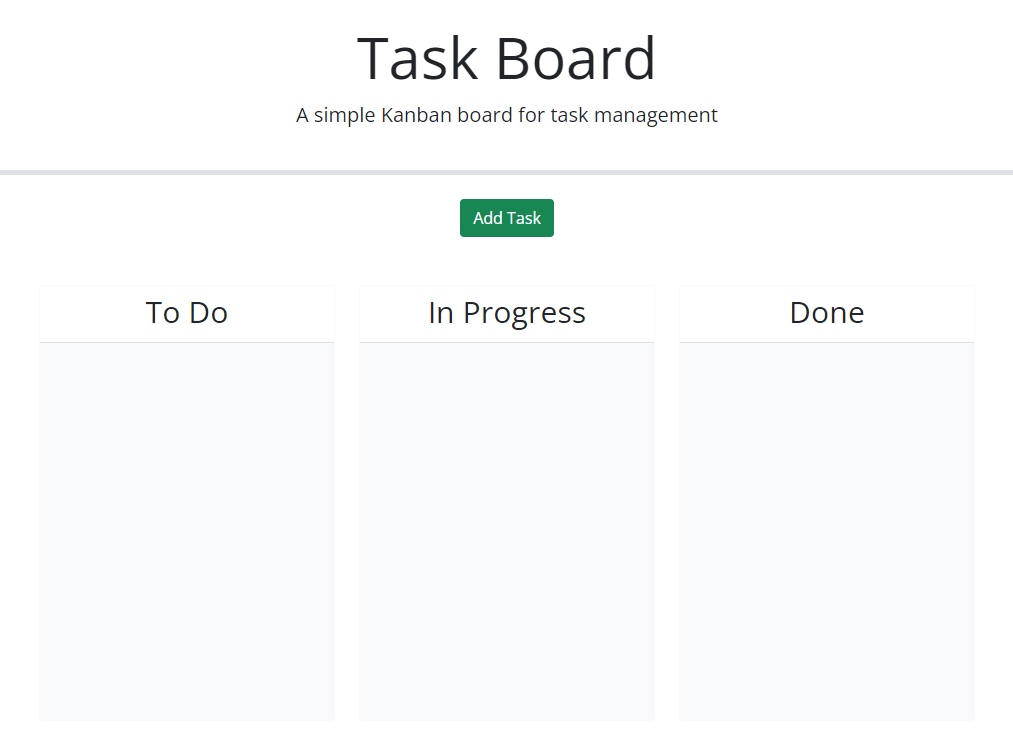 Task Board
A simple Kanban board for task management
Add Task
To Do
In Progress
Done